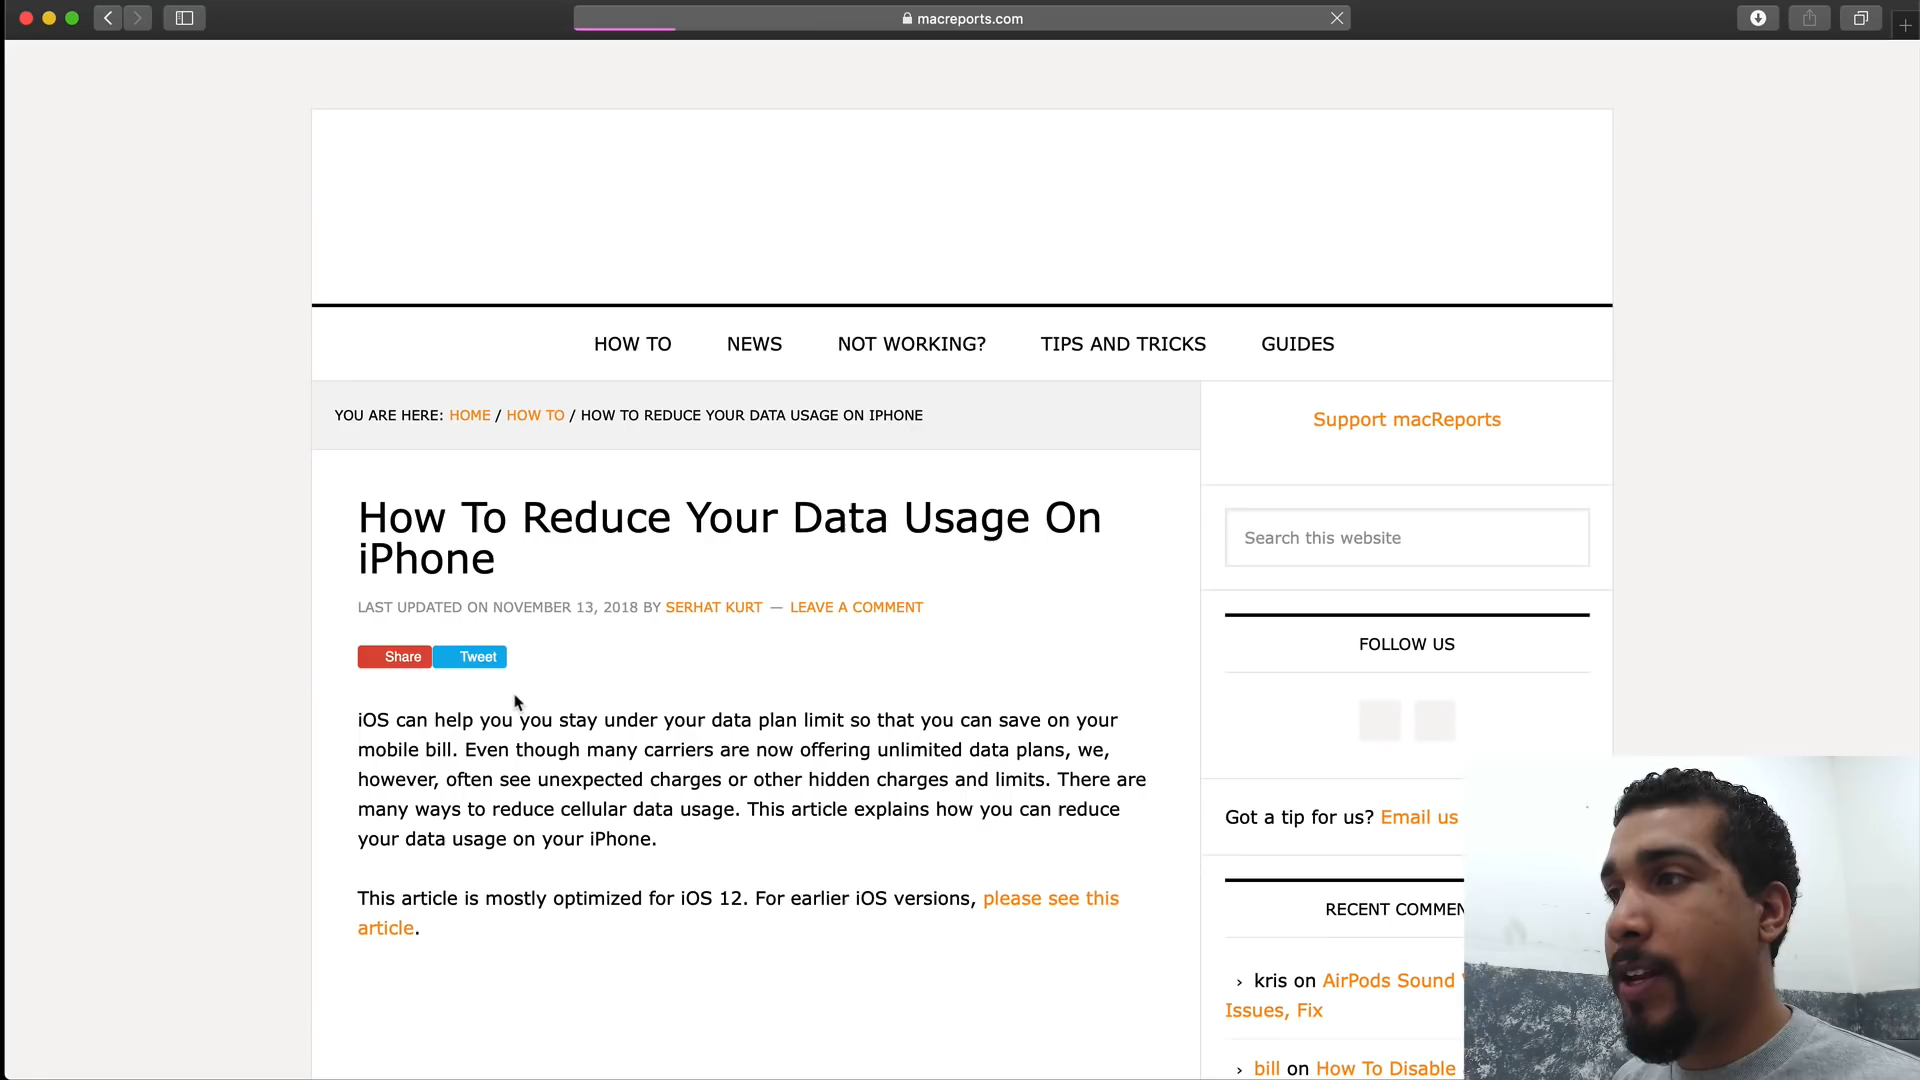 macreports.com
HOW TO NEWS NOT WORKING? TIPS AND TRICKS GUIDES
YOU ARE HERE: HOME / HOW TO / HOW TO REDUCE YOUR DATA USAGE ON IPHONE
Support macReports
Search this website
How To Reduce Your Data Usage On
iPhone
LAST UPDATED ON NOVEMBER 13, 2018 BY SERHAT KURT — LEAVE A COMMENT
Share Tweet
iOS can help you you stay under your data plan limit so that you can save on your
mobile bill. Even though many carriers are now offering unlimited data plans, we,
however, often see unexpected charges or other hidden charges and limits. There are
many ways to reduce cellular data usage. This article explains how you can reduce
your data usage on your iPhone.
This article is mostly optimized for iOS 12. For earlier iOS versions, please see this
article.
FOLLOW US
Got a tip for us? Email us
RECENT COMMEN
› kris on AirPods Sound
Issues, Fix
› bill on How To Disable